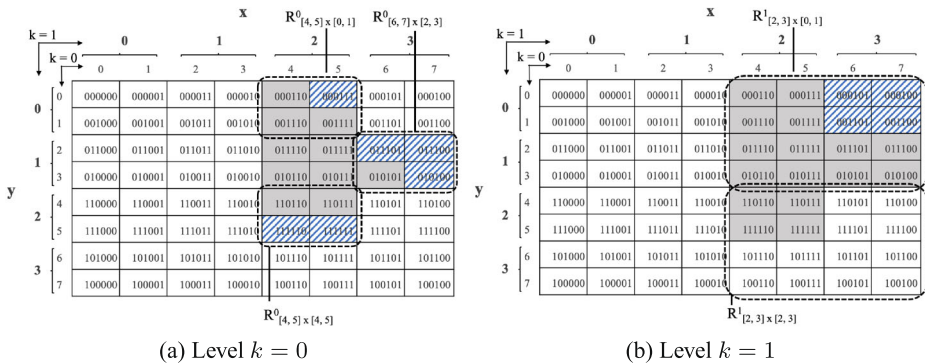 x
R⁰[4, 5] x [0, 1] R⁰[6, 7] x [2, 3]
k = 1
0 1 2 3
k = 0
0 1 2 3 4 5 6 7
0 0 000000 000001 000011 000010 000110 000111 000101 000100
1 001000 001001 001011 001010 001110 001111 001101 001100
1 2 011000 011001 011011 011010 011110 011111 011101 011100
3 010000 010001 010011 010010 010110 010111 010101 010100
y
2 4 110000 110001 110011 110010 110110 110111 110101 110100
5 111000 111001 111011 111010 111110 111111 111101 111100
3 6 101000 101001 101011 101010 101110 101111 101101 101100
7 100000 100001 100011 100010 100110 100111 100101 100100
R⁰[4, 5] x [4, 5]
(a) Level k = 0
x
R¹[2, 3] x [0, 1]
k = 1
0 1 2 3
k = 0
0 1 2 3 4 5 6 7
0 0 000000 000001 000011 000010 000110 000111 000101 000100
1 001000 001001 001011 001010 001110 001111 001101 001100
1 2 011000 011001 011011 011010 011110 011111 011101 011100
3 010000 010001 010011 010010 010110 010111 010101 010100
y
2 4 110000 110001 110011 110010 110110 110111 110101 110100
5 111000 111001 111011 111010 111110 111111 111101 111100
3 6 101000 101001 101011 101010 101110 101111 101101 101100
7 100000 100001 100011 100010 100110 100111 100101 100100
R¹[2, 3] x [2, 3]
(b) Level k = 1